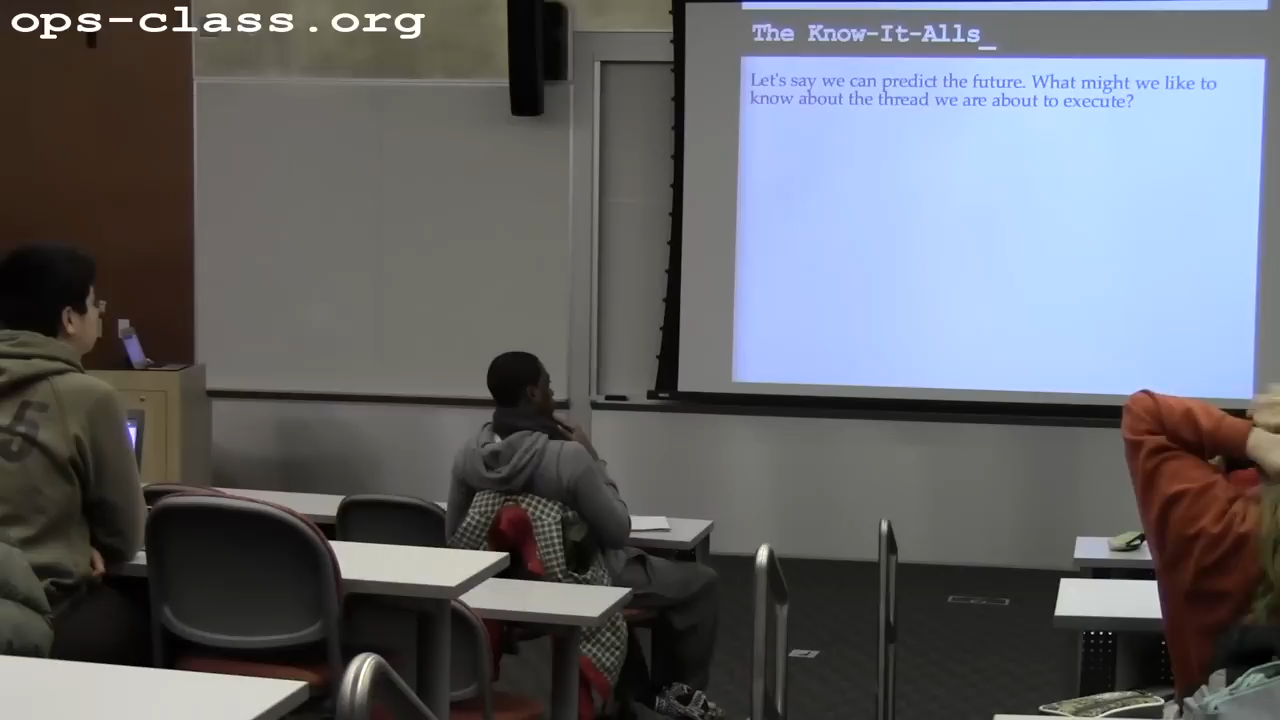 ops-class.org
The Know-It-Alls_
Let's say we can predict the future. What might we like to
know about the thread we are about to execute?
5